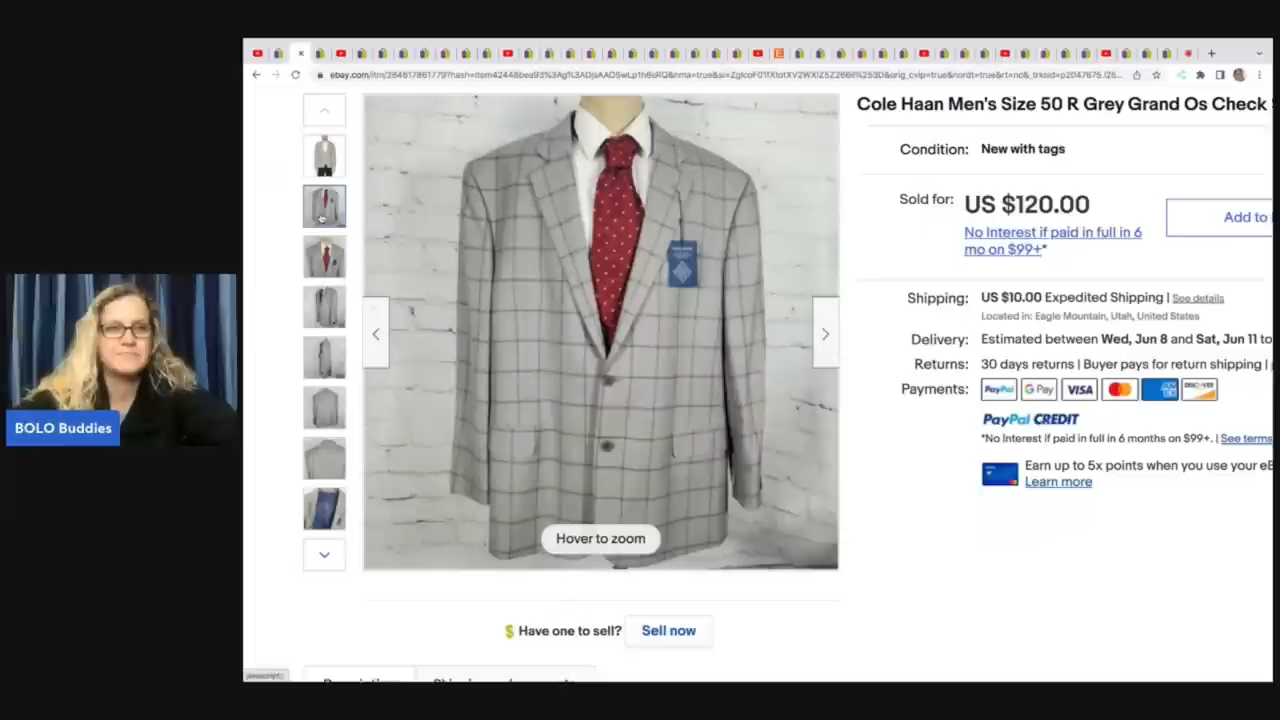 Cole Haan Men's Size 50 R Grey Grand Os Check
Condition: New with tags
Sold for: US $120.00
Add to
No Interest if paid in full in 6
mo on $99+*
Shipping: US $10.00 Expedited Shipping | See details
Located in: Eagle Mountain, Utah, United States
Delivery: Estimated between Wed, Jun 8 and Sat, Jun 11 to
Returns: 30 days returns | Buyer pays for return shipping |
Payments: PayPal G Pay VISA DISCOVER
PayPal CREDIT
*No Interest if paid in full in 6 months on $99+. | See terms
Earn up to 5x points when you use your eB
Learn more
BOLO Buddies
Hover to zoom
$ Have one to sell? Sell now